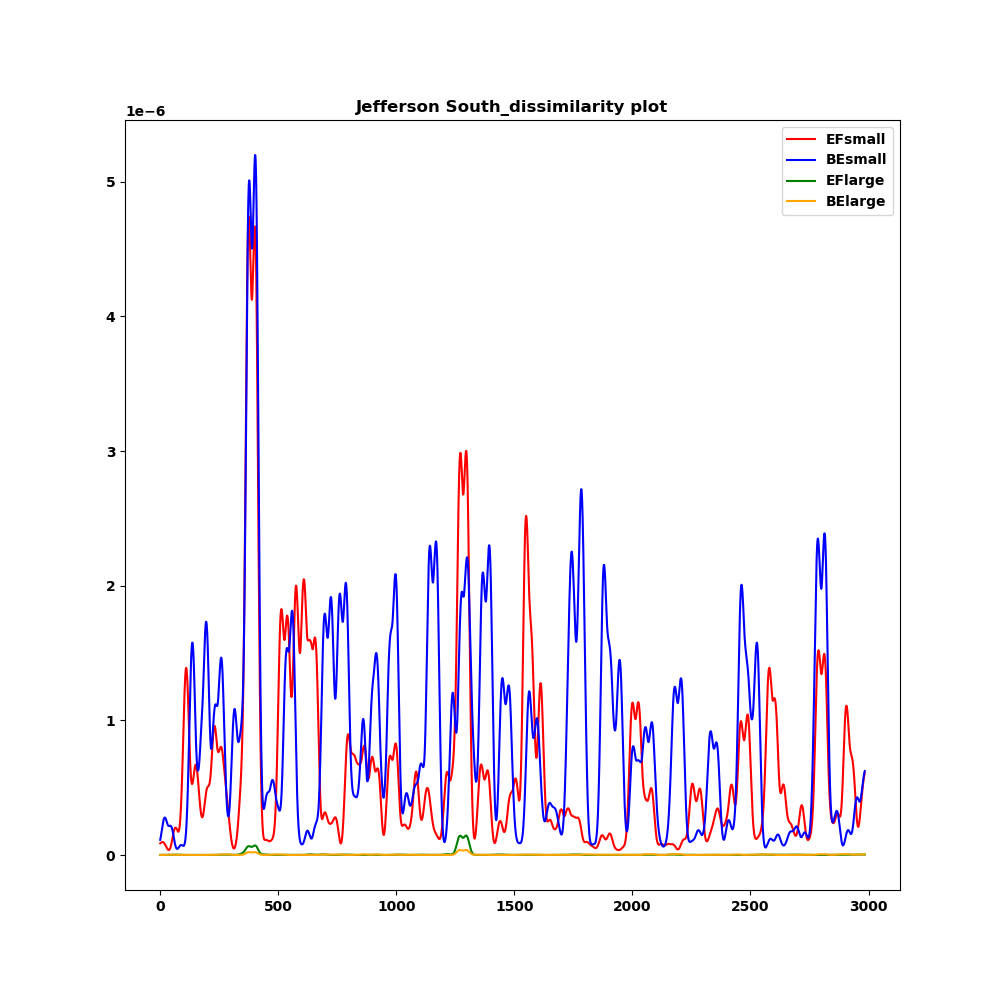 Jefferson South_dissimilarity plot
1e−6
EFsmall
BEsmall
EFlarge
BElarge
5
4
3
2
1
0
0 500 1000 1500 2000 2500 3000